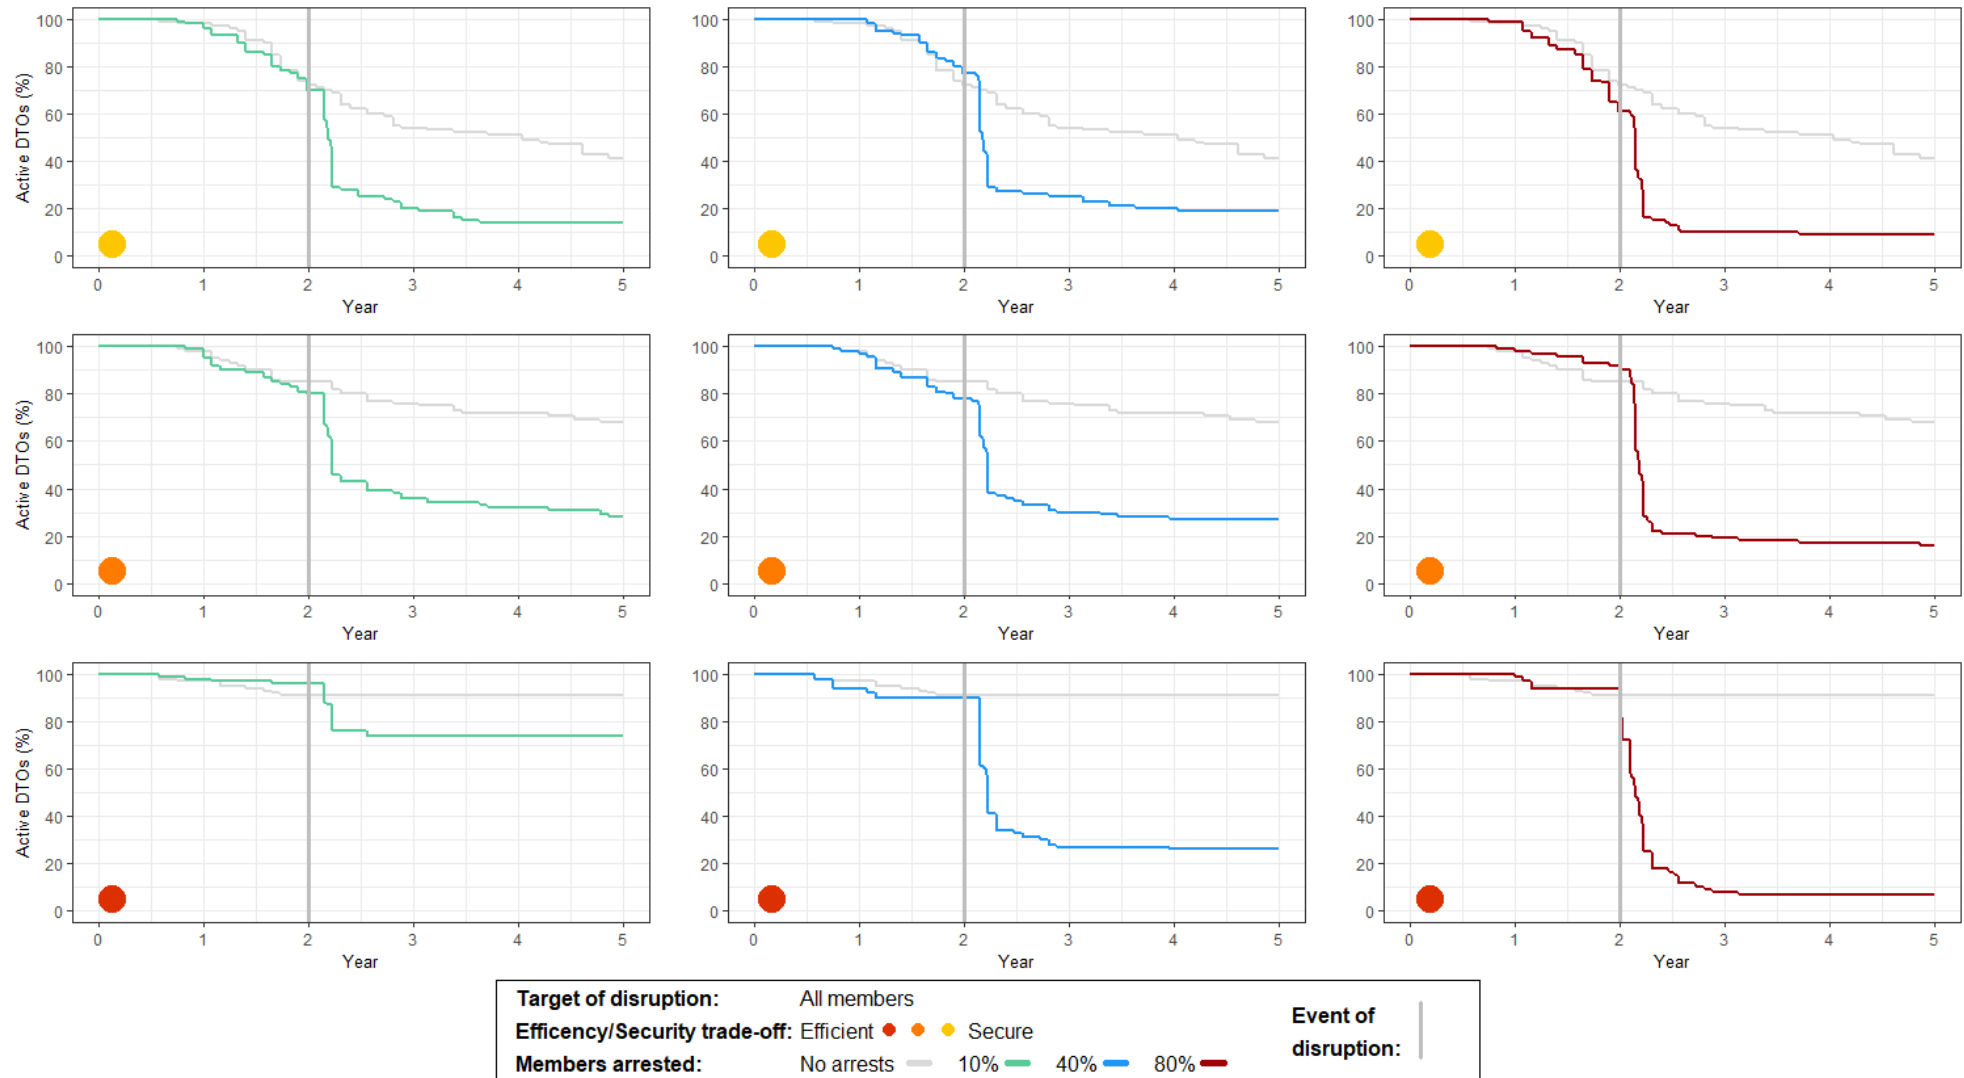 Active DTOs (%)
100
80
60
40
20
0
0 1 2 3 4 5
Year
100
80
60
40
20
0
0 1 2 3 4 5
Year
100
80
60
40
20
0
0 1 2 3 4 5
Year
Active DTOs (%)
100
80
60
40
20
0
0 1 2 3 4 5
Year
100
80
60
40
20
0
0 1 2 3 4 5
Year
100
80
60
40
20
0
0 1 2 3 4 5
Year
Active DTOs (%)
100
80
60
40
20
0
0 1 2 3 4 5
Year
100
80
60
40
20
0
0 1 2 3 4 5
Year
100
80
60
40
20
0
0 1 2 3 4 5
Year
Target of disruption: All members
Efficency/Security trade-off: Efficient Secure
Members arrested: No arrests 10% 40% 80%
Event of
disruption: